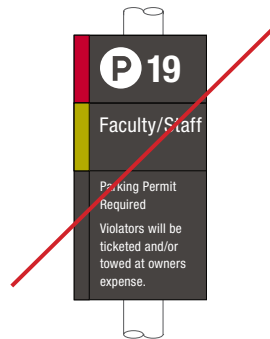 P 19
Faculty/Staff
Parking Permit
Required
Violators will be
ticketed and/or
towed at owners
expense.